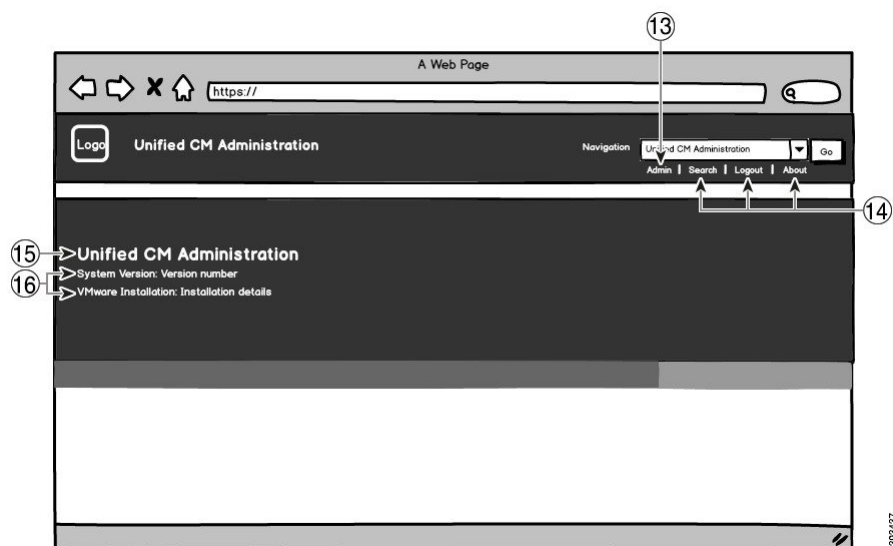 13
A Web Page
https://
Logo
Unified CM Administration
Navigation
Unified CM Administration
Go
Admin | Search | Logout | About
14
15
Unified CM Administration
16
System Version: Version number
VMware Installation: Installation details